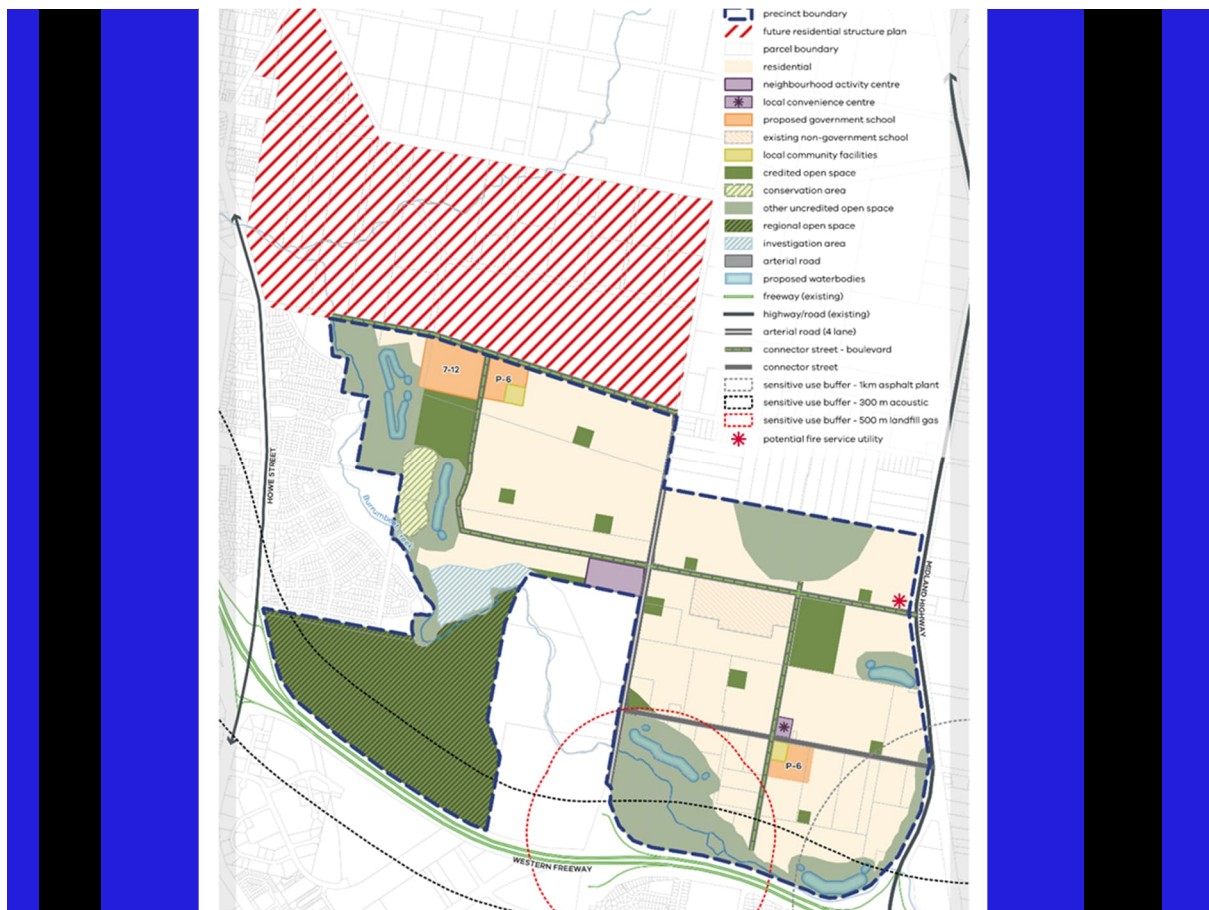 precinct boundary
future residential structure plan
parcel boundary
residential
neighbourhood activity centre
local convenience centre
proposed government school
existing non-government school
local community facilities
credited open space
conservation area
other uncredited open space
regional open space
investigation area
arterial road
proposed waterbodies
freeway (existing)
highway/road (existing)
arterial road (4 lane)
connector street - boulevard
connector street
sensitive use buffer - 1km asphalt plant
sensitive use buffer - 300 m acoustic
sensitive use buffer - 500 m landfill gas
potential fire service utility
7-12
P-6
HOWE STREET
MIDLAND HIGHWAY
P-6
WESTERN FREEWAY